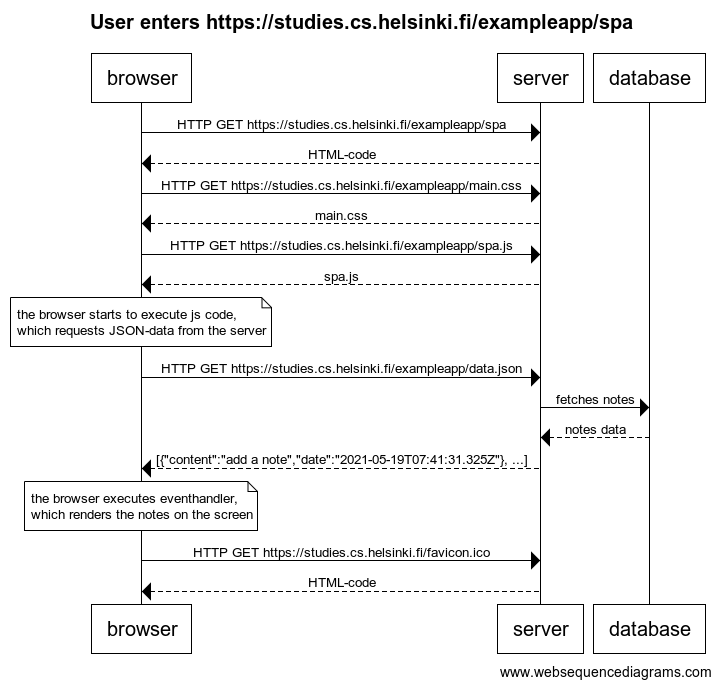 User enters https://studies.cs.helsinki.fi/exampleapp/spa
browser
server
database
HTTP GET https://studies.cs.helsinki.fi/exampleapp/spa
HTML-code
HTTP GET https://studies.cs.helsinki.fi/exampleapp/main.css
main.css
HTTP GET https://studies.cs.helsinki.fi/exampleapp/spa.js
spa.js
the browser starts to execute js code,
which requests JSON-data from the server
HTTP GET https://studies.cs.helsinki.fi/exampleapp/data.json
fetches notes
notes data
[{"content":"add a note","date":"2021-05-19T07:41:31.325Z"}, ...]
the browser executes eventhandler,
which renders the notes on the screen
HTTP GET https://studies.cs.helsinki.fi/favicon.ico
HTML-code
browser
server
database
www.websequencediagrams.com